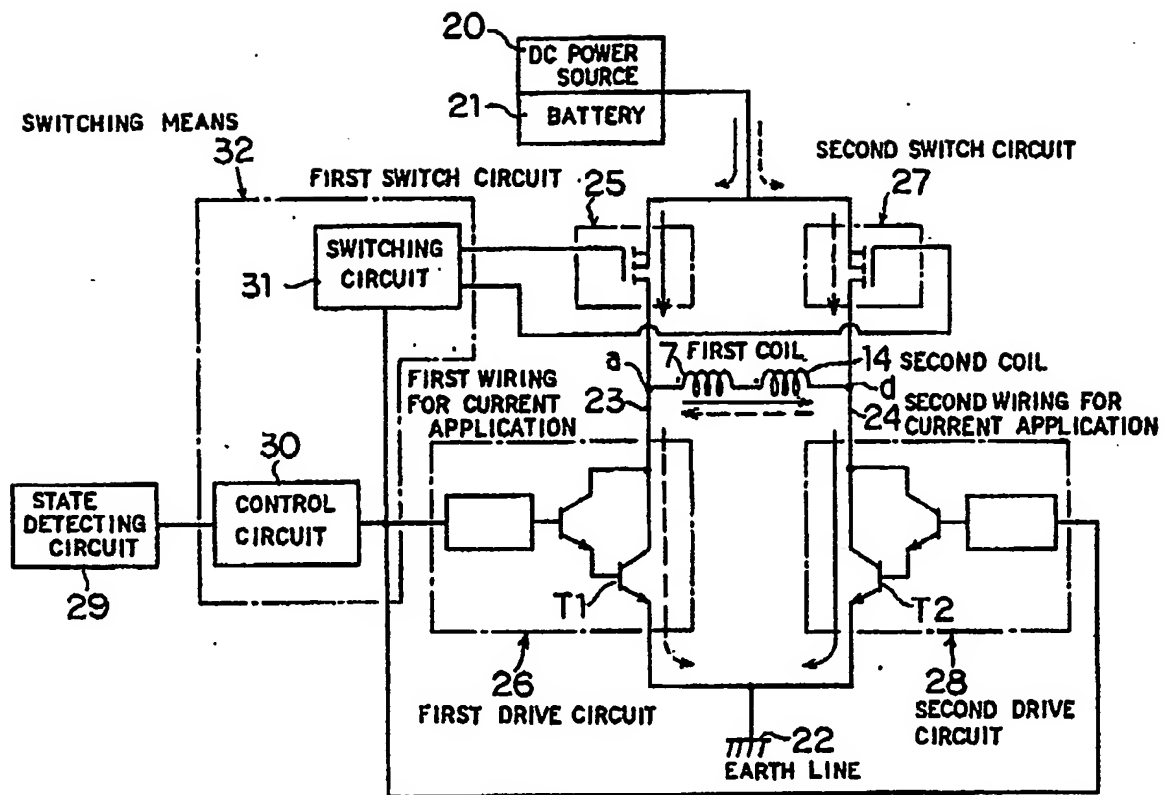 20
DC POWER
SOURCE
21
BATTERY
SWITCHING MEANS
32
FIRST SWITCH CIRCUIT
25
SECOND SWITCH CIRCUIT
27
SWITCHING
CIRCUIT
31
a
7
FIRST COIL
14
SECOND COIL
d
FIRST WIRING
FOR CURRENT
APPLICATION
23
24
SECOND WIRING FOR
CURRENT APPLICATION
30
STATE
DETECTING
CIRCUIT
29
CONTROL
CIRCUIT
T1
T2
26
FIRST DRIVE CIRCUIT
28
SECOND DRIVE
CIRCUIT
22
EARTH LINE